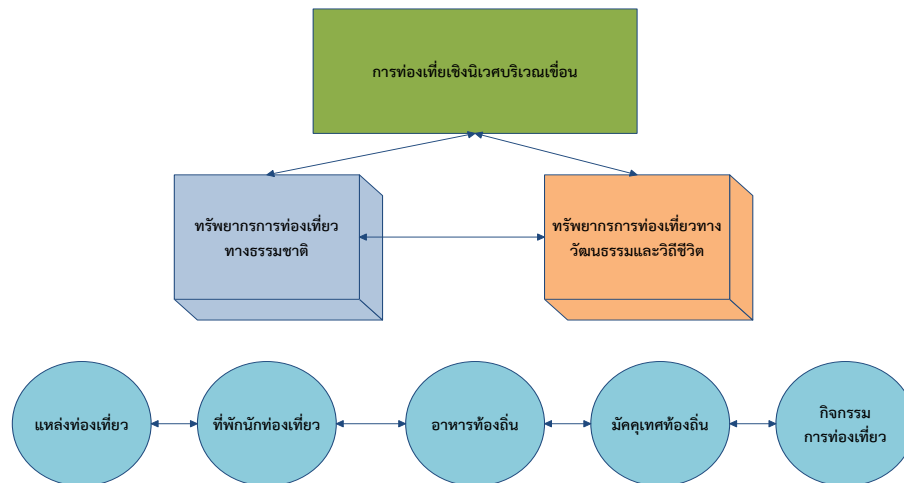 การท่องเที่ยเชิงนิเวศบริเวณเขื่อน
ทรัพยากรการท่องเที่ยว
ทางธรรมชาติ
ทรัพยากรการท่องเที่ยวทาง
วัฒนธรรมและวิถีชีวิต
แหล่งท่องเที่ยว
ที่พักนักท่องเที่ยว
อาหารท้องถิ่น
มัคคุเทศท้องถิ่น
กิจกรรม
การท่องเที่ยว